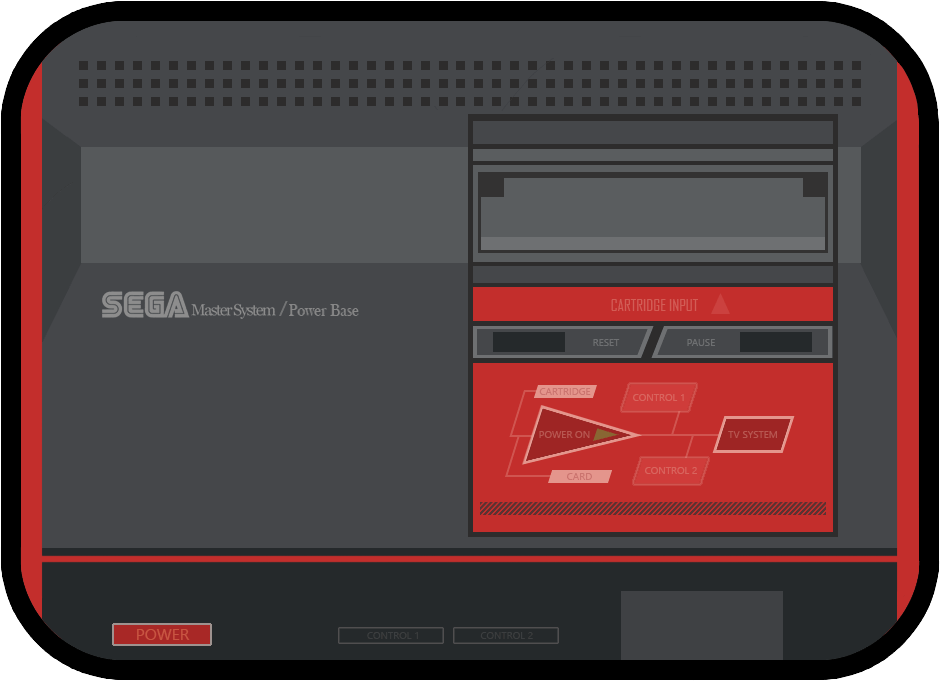 SEGA Master System / Power Base
CARTRIDGE INPUT
RESET
PAUSE
CARTRIDGE
CONTROL 1
POWER ON
TV SYSTEM
CARD
CONTROL 2
POWER
CONTROL 1
CONTROL 2